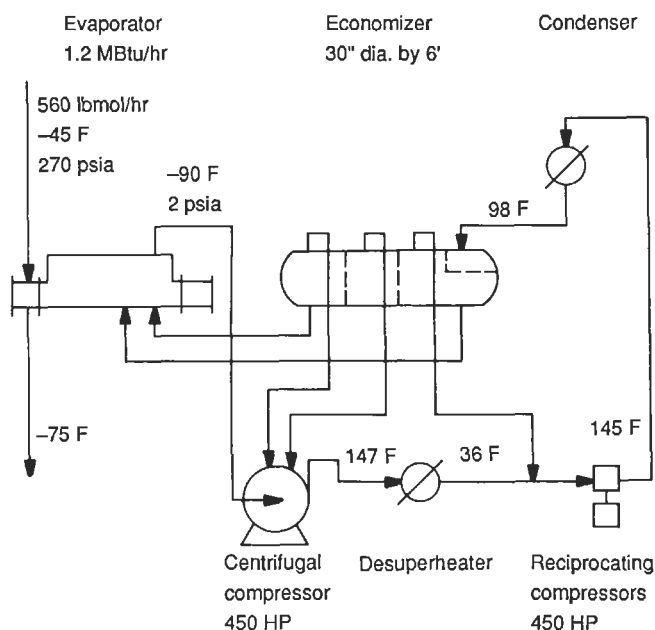 Evaporator
1.2 MBtu/hr
Economizer
30" dia. by 6'
Condenser
560 lbmol/hr
–45 F
270 psia
–90 F
2 psia
98 F
–75 F
147 F
36 F
145 F
Centrifugal
compressor
450 HP
Desuperheater
Reciprocating
compressors
450 HP